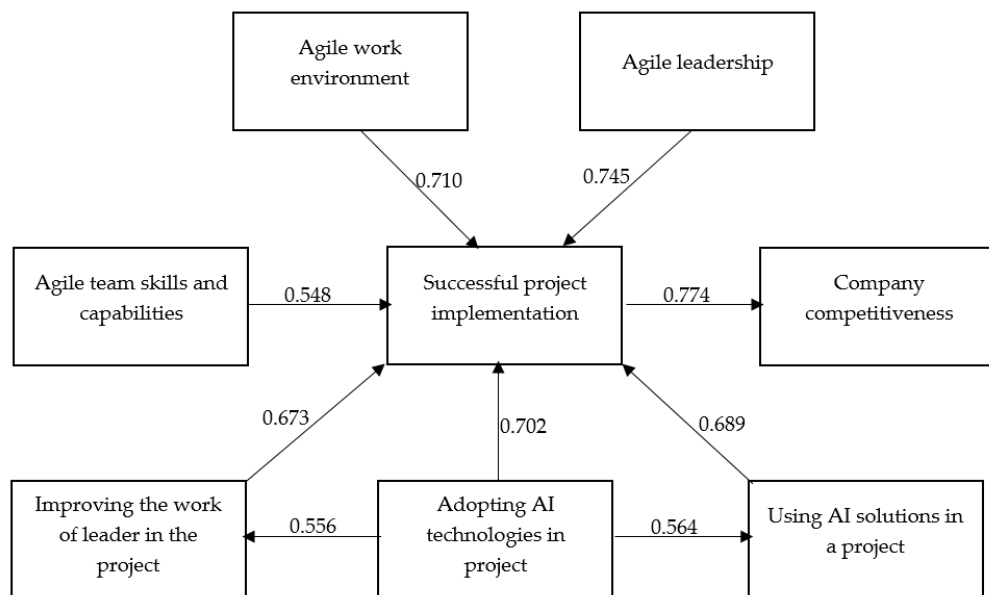 Agile work
environment
Agile leadership
0.710
0.745
Agile team skills and
capabilities
0.548
Successful project
implementation
0.774
Company
competitiveness
0.673
0.702
0.689
Improving the work
of leader in the
project
0.556
Adopting AI
technologies in
project
0.564
Using AI solutions in
a project